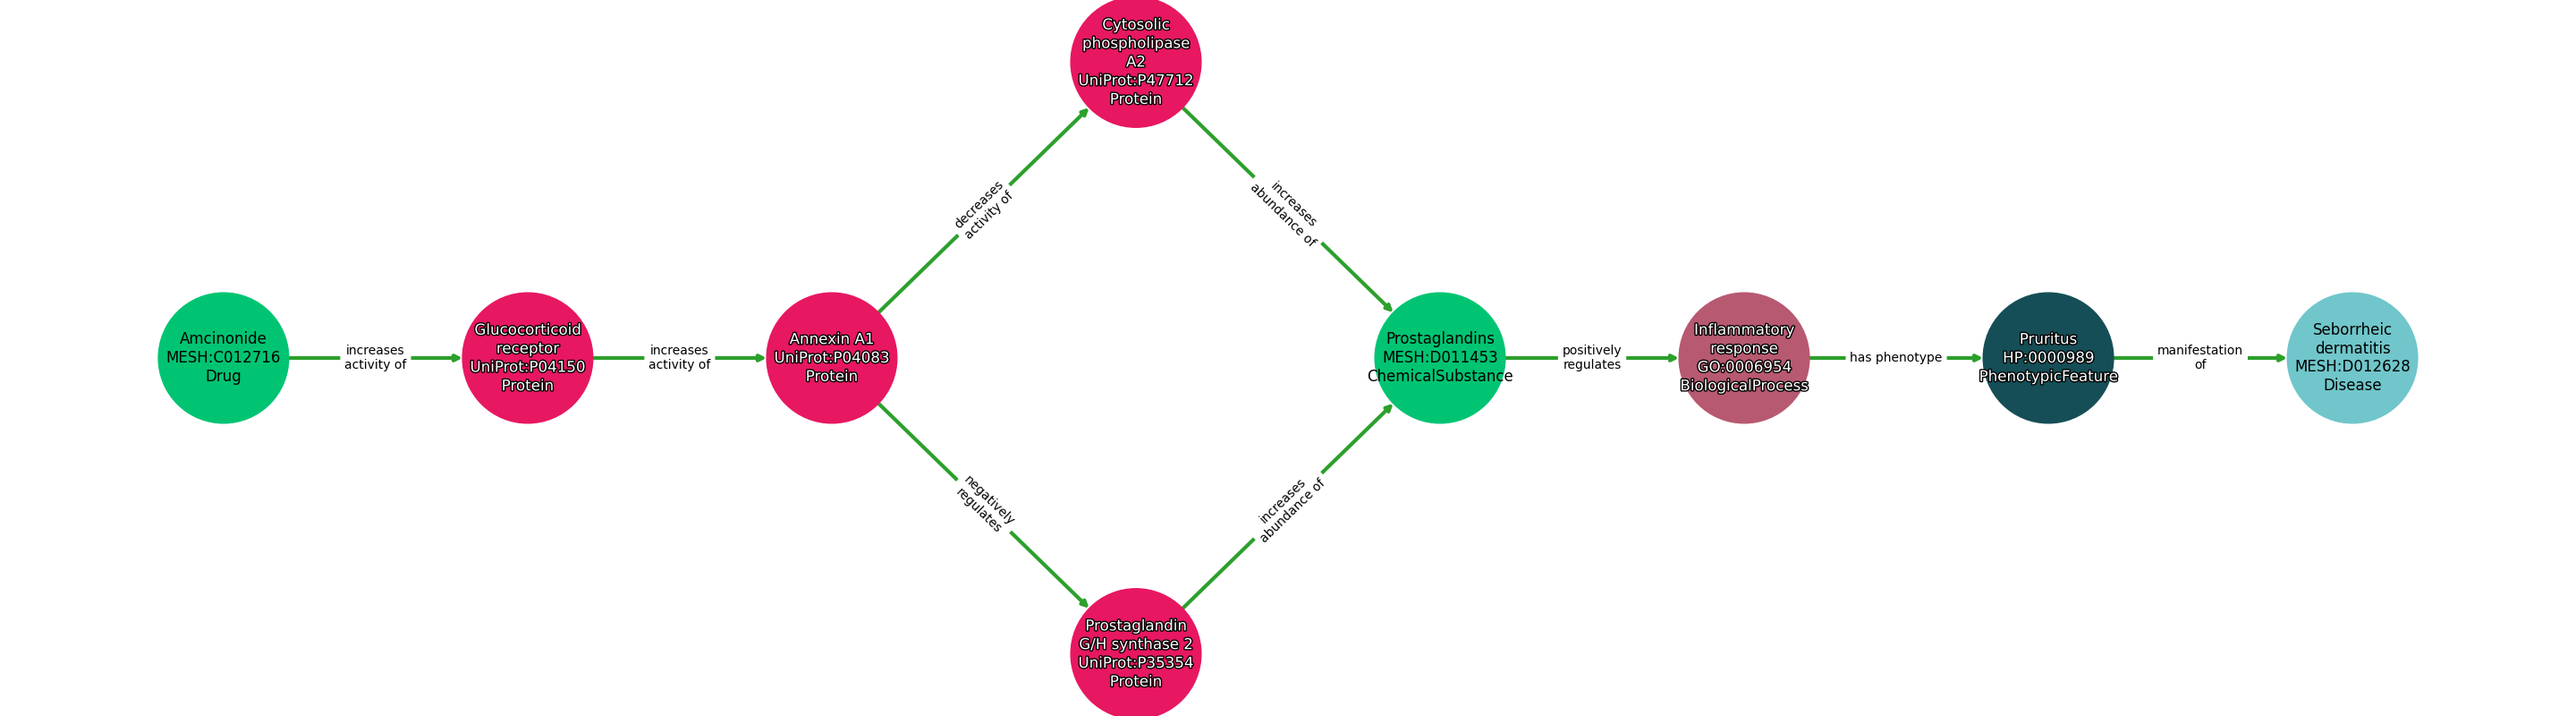 Cytosolic
phospholipase
A2
UniProt:P47712
Protein
decreases
activity of
increases
abundance of
Amcinonide
MESH:C012716
Drug
increases
activity of
Glucocorticoid
receptor
UniProt:P04150
Protein
increases
activity of
Annexin A1
UniProt:P04083
Protein
Prostaglandins
MESH:D011453
ChemicalSubstance
positively
regulates
Inflammatory
response
GO:0006954
BiologicalProcess
has phenotype
Pruritus
HP:0000989
PhenotypicFeature
manifestation
of
Seborrheic
dermatitis
MESH:D012628
Disease
negatively
regulates
increases
abundance of
Prostaglandin
G/H synthase 2
UniProt:P35354
Protein